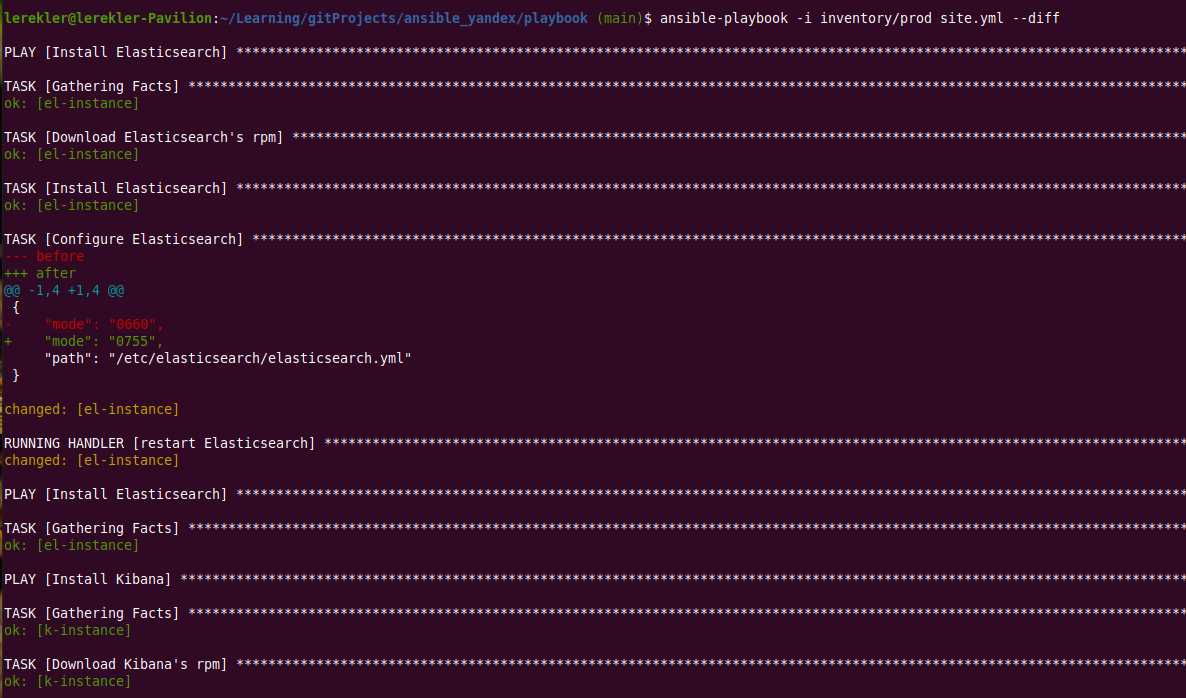 lerekler@lerekler-Pavilion:~/Learning/gitProjects/ansible_yandex/playbook (main)$ ansible-playbook -i inventory/prod site.yml --diff
PLAY [Install Elasticsearch] **********************************************************************************************************************
TASK [Gathering Facts] ****************************************************************************************************************************
ok: [el-instance]
TASK [Download Elasticsearch's rpm] ***************************************************************************************************************
ok: [el-instance]
TASK [Install Elasticsearch] **********************************************************************************************************************
ok: [el-instance]
TASK [Configure Elasticsearch] ********************************************************************************************************************
--- before
+++ after
@@ -1,4 +1,4 @@
 {
-    "mode": "0660",
+    "mode": "0755",
     "path": "/etc/elasticsearch/elasticsearch.yml"
 }
changed: [el-instance]
RUNNING HANDLER [restart Elasticsearch] ***********************************************************************************************************
changed: [el-instance]
PLAY [Install Elasticsearch] **********************************************************************************************************************
TASK [Gathering Facts] ****************************************************************************************************************************
ok: [el-instance]
PLAY [Install Kibana] *****************************************************************************************************************************
TASK [Gathering Facts] ****************************************************************************************************************************
ok: [k-instance]
TASK [Download Kibana's rpm] **********************************************************************************************************************
ok: [k-instance]